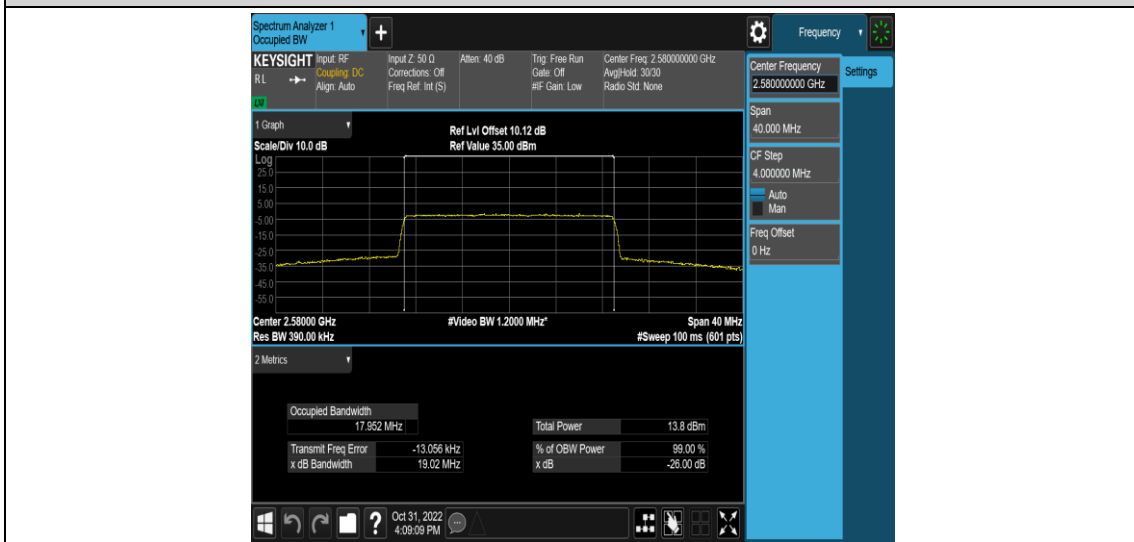 Spectrum Analyzer 1
Occupied BW
+
Frequency
KEYSIGHT
RL
Input: RF
Coupling: DC
Align: Auto
Input Z: 50 Ω
Corrections: Off
Freq Ref: Int (S)
Atten: 40 dB
Trig: Free Run
Gate: Off
#IF Gain: Low
Center Freq: 2.580000000 GHz
Avg|Hold: 30/30
Radio Std: None
Center Frequency
2.580000000 GHz
Settings
Span
40.000 MHz
CF Step
4.000000 MHz
Auto
Man
Freq Offset
0 Hz
1 Graph
Scale/Div 10.0 dB
Ref Lvl Offset 10.12 dB
Ref Value 35.00 dBm
Log
25.0
15.0
5.00
-5.00
-15.0
-25.0
-35.0
-45.0
-55.0
Center 2.58000 GHz
#Video BW 1.2000 MHz*
Span 40 MHz
Res BW 390.00 kHz
#Sweep 100 ms (601 pts)
2 Metrics
Occupied Bandwidth
17.952 MHz
Total Power 13.8 dBm
Transmit Freq Error -13.056 kHz
% of OBW Power 99.00 %
x dB Bandwidth 19.02 MHz
x dB -26.00 dB
?
Oct 31, 2022
4:09:09 PM